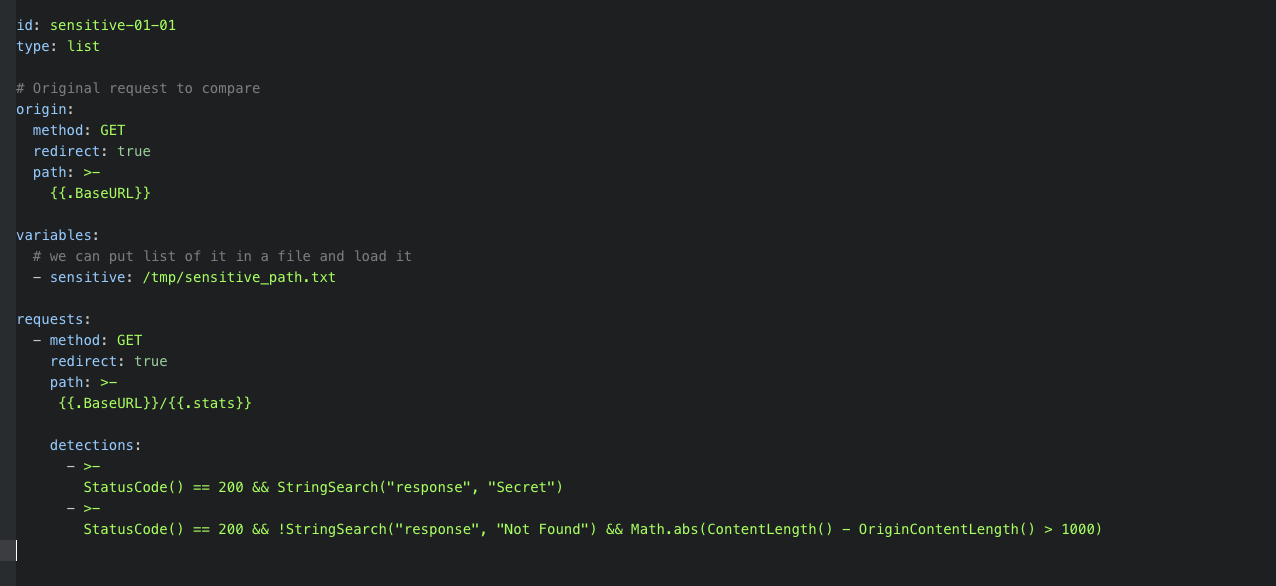 id: sensitive-01-01
type: list

# Original request to compare
origin:
  method: GET
  redirect: true
  path: >-
    {{.BaseURL}}

variables:
  # we can put list of it in a file and load it
  - sensitive: /tmp/sensitive_path.txt

requests:
  - method: GET
    redirect: true
    path: >-
     {{.BaseURL}}/{{.stats}}

    detections:
      - >-
        StatusCode() == 200 && StringSearch("response", "Secret")
      - >-
        StatusCode() == 200 && !StringSearch("response", "Not Found") && Math.abs(ContentLength() - OriginContentLength() > 1000)